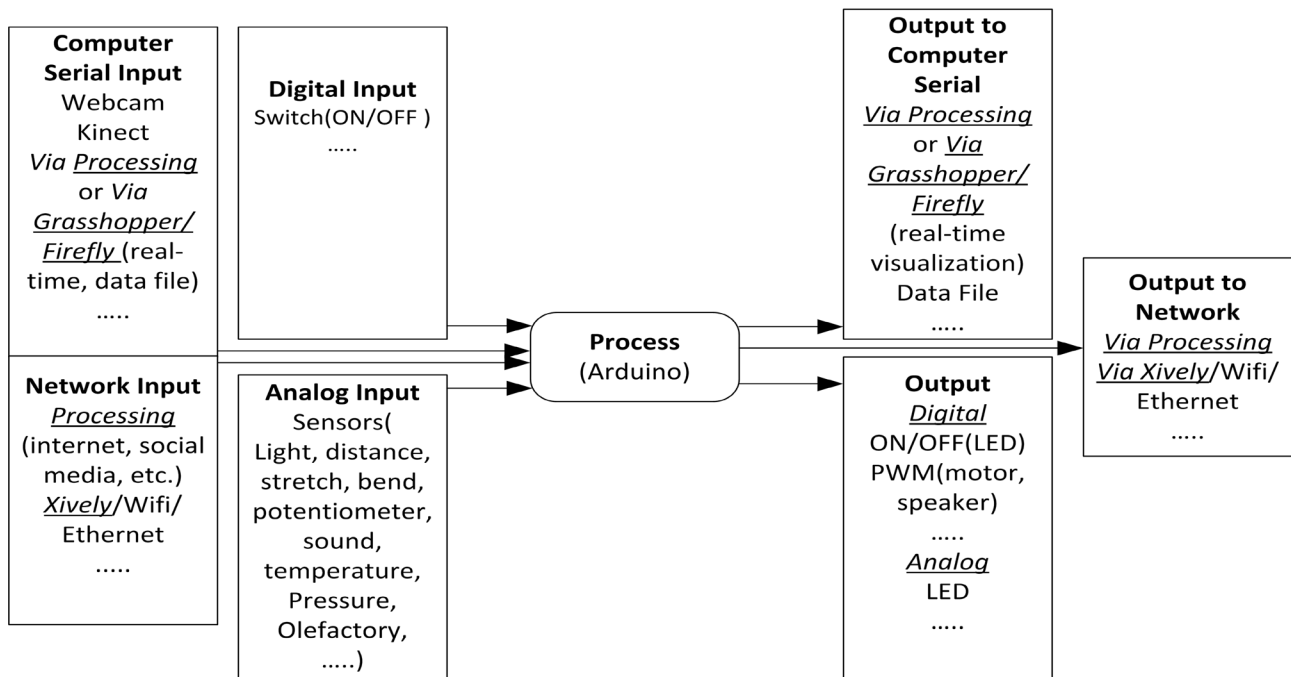 Computer
Serial Input
Webcam
Kinect
Via Processing
or Via
Grasshopper/
Firefly (real-
time, data file)
.....
Network Input
Processing
(internet, social
media, etc.)
Xively/Wifi/
Ethernet
.....
Digital Input
Switch(ON/OFF )
.....
Analog Input
Sensors(
Light, distance,
stretch, bend,
potentiometer,
sound,
temperature,
Pressure,
Olefactory,
.....)
Process
(Arduino)
Output to
Computer
Serial
Via Processing
or Via
Grasshopper/
Firefly
(real-time
visualization)
Data File
.....
Output
Digital
ON/OFF(LED)
PWM(motor,
speaker)
.....
Analog
LED
.....
Output to
Network
Via Processing
Via Xively/Wifi/
Ethernet
.....